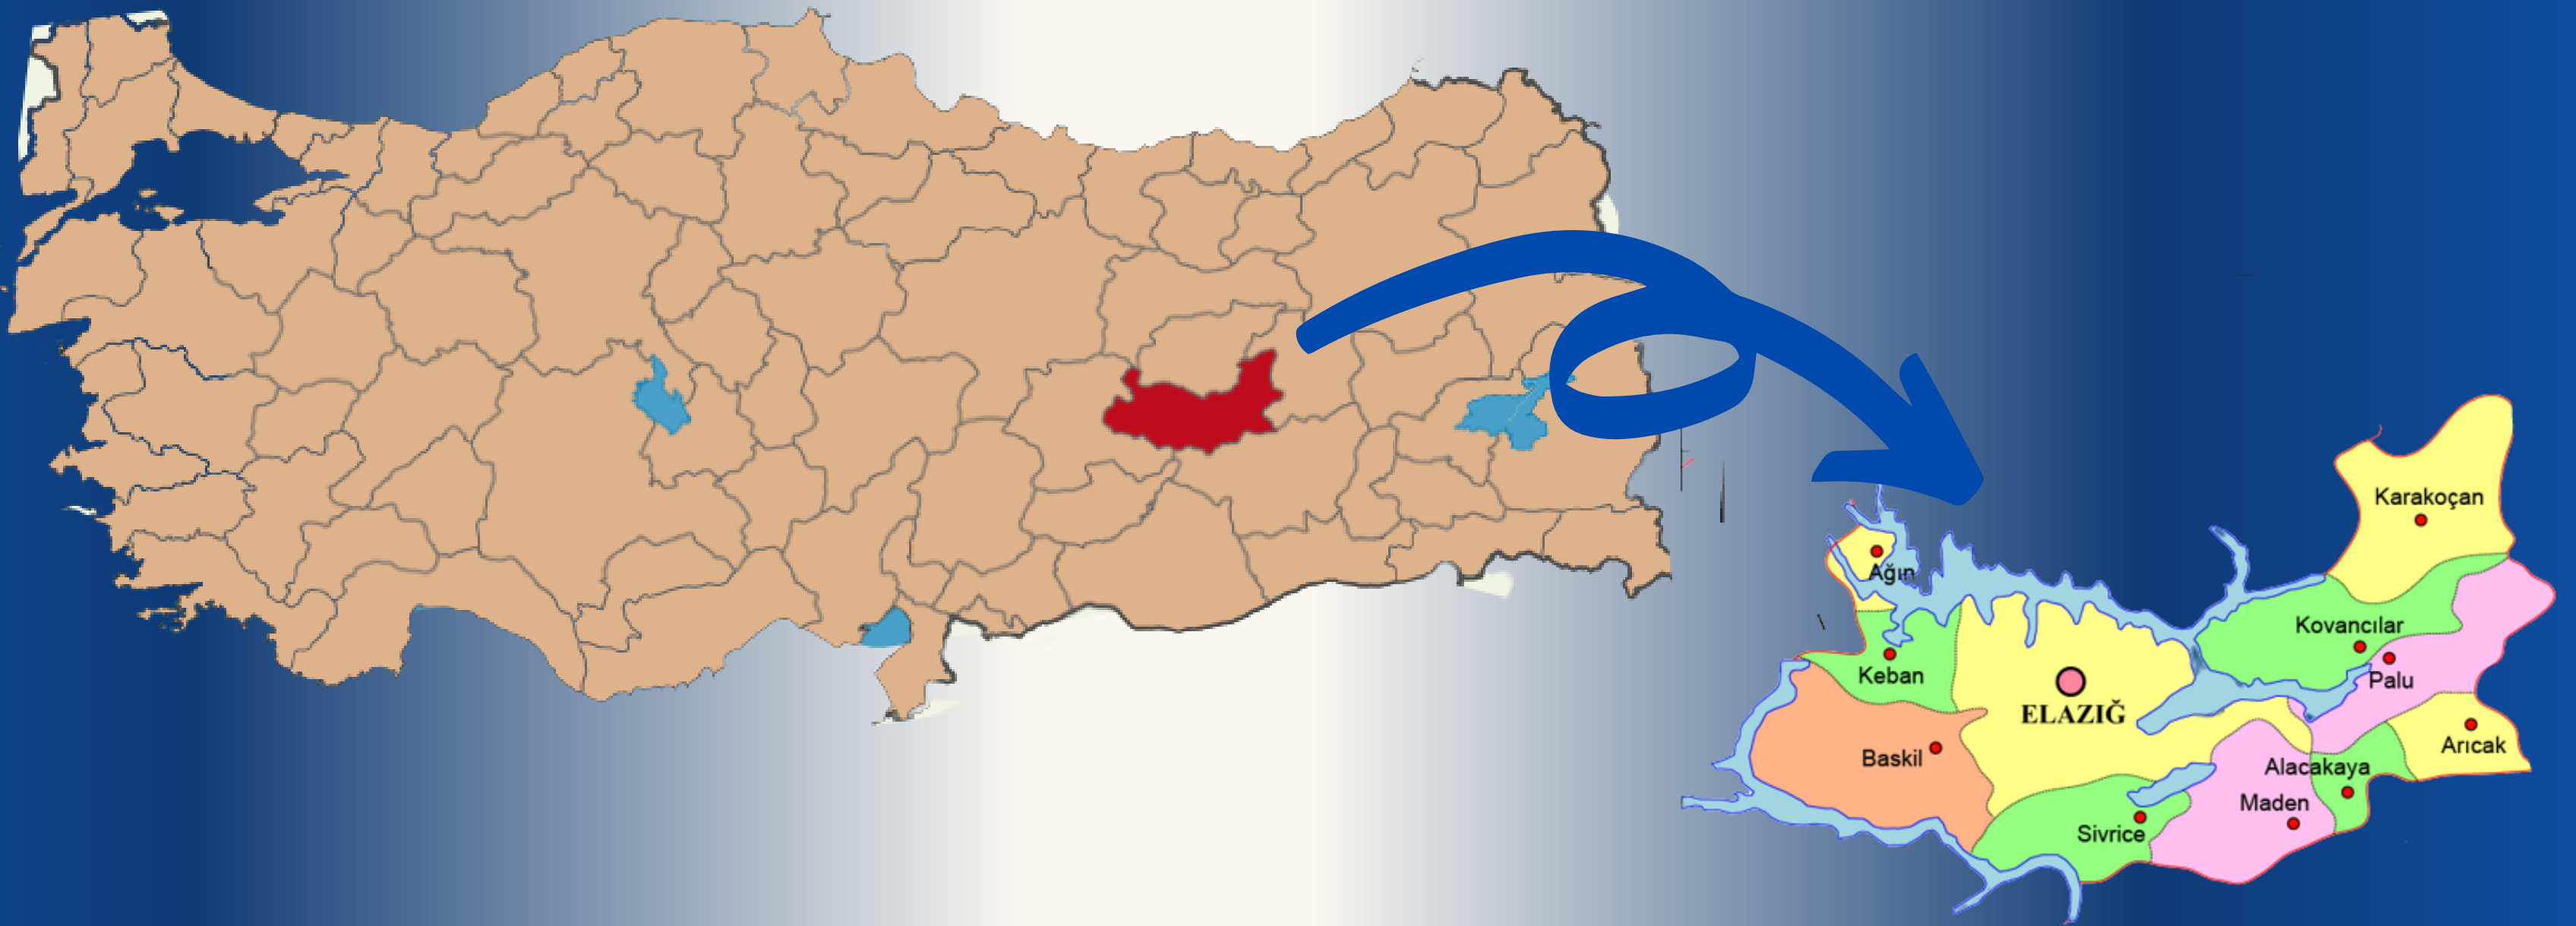 Karakoçan
Ağın
Kovancılar
Keban
Palu
ELAZIĞ
Arıcak
Baskil
Alacakaya
Maden
Sivrice